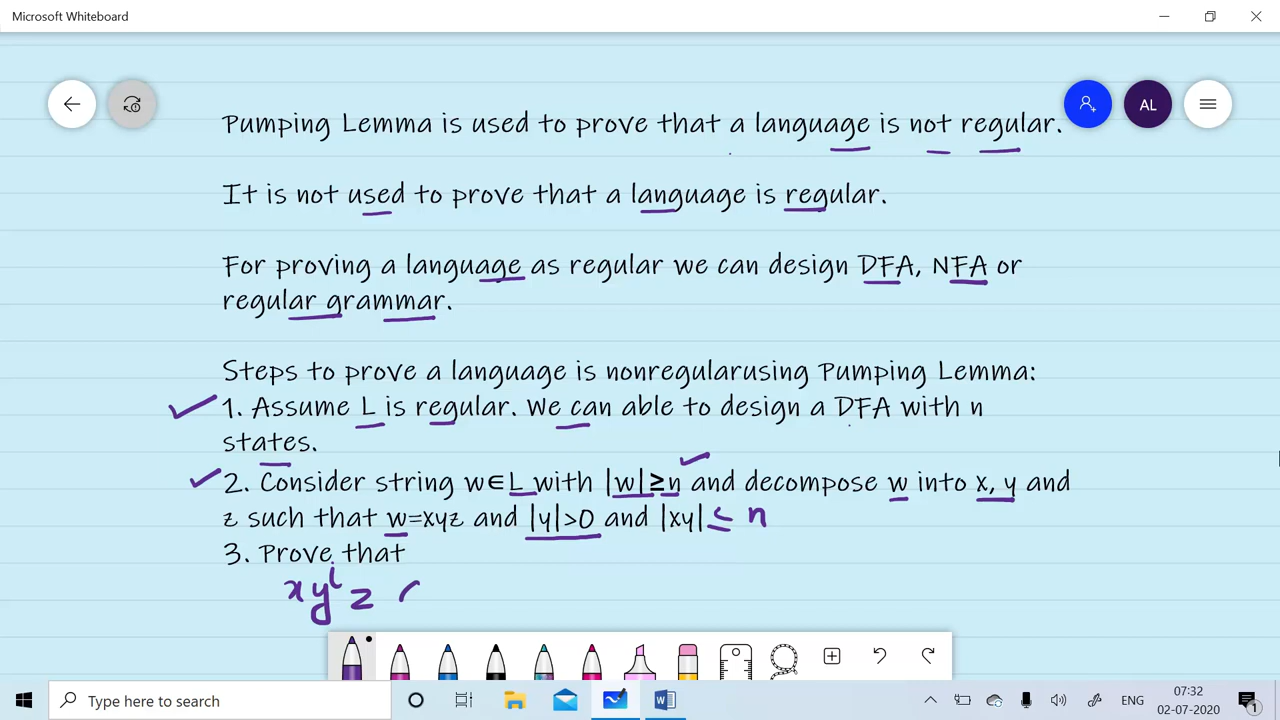 Microsoft Whiteboard
AL
Pumping Lemma is used to prove that a language is not regular.
It is not used to prove that a language is regular.
For proving a language as regular we can design DFA, NFA or
regular grammar.
Steps to prove a language is nonregularusing Pumping Lemma:
1. Assume L is regular. We can able to design a DFA with n
states.
2. Consider string w∈L with |w|≥n and decompose w into x, y and
z such that w=xyz and |y|>0 and |xy| ≤ n
3. Prove that
xyⁱz
Type here to search
ENG
07:32
02-07-2020
1